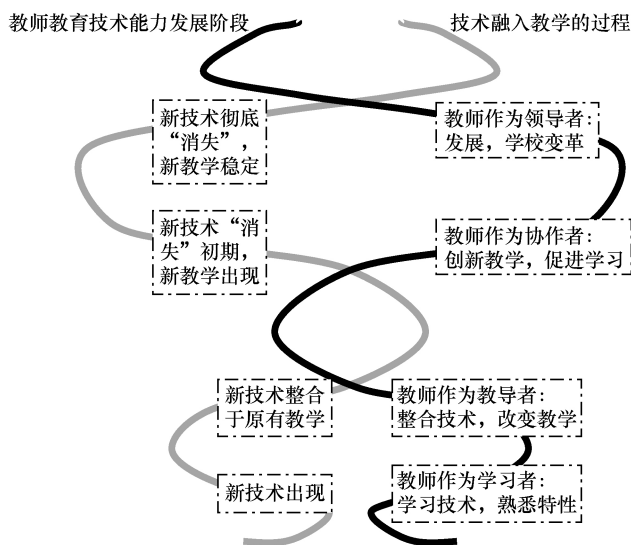 教师教育技术能力发展阶段
技术融入教学的过程
新技术彻底
“消失”，
新教学稳定
教师作为领导者：
发展，学校变革
新技术“消
失”初期，
新教学出现
教师作为协作者：
创新教学，促进学习
新技术整合
于原有教学
教师作为教导者：
整合技术，改变教学
新技术出现
教师作为学习者：
学习技术，熟悉特性